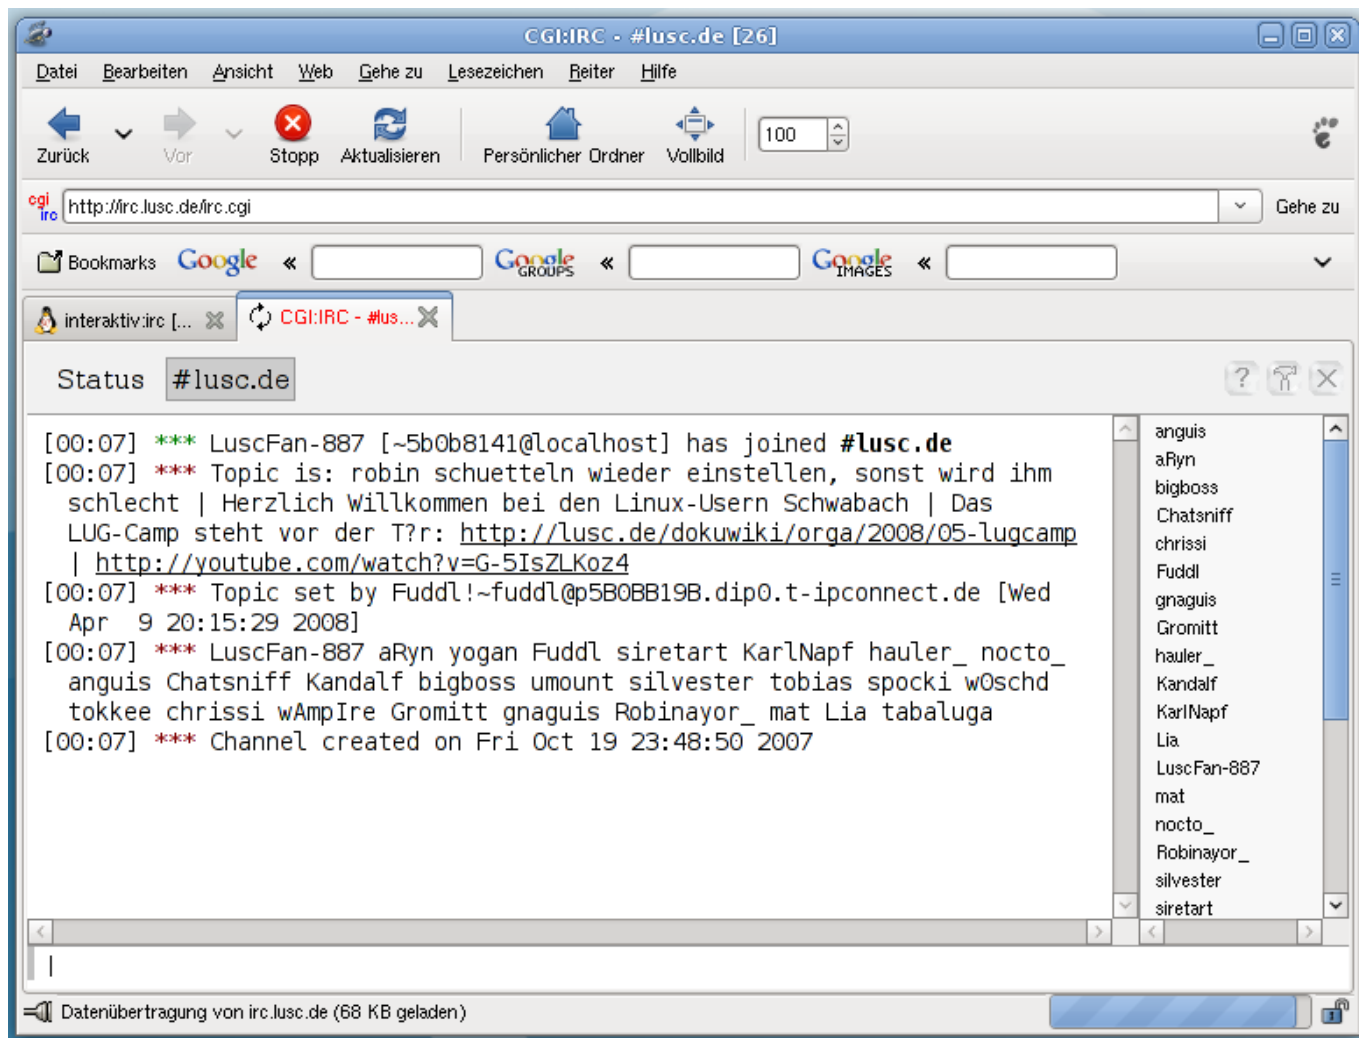 CGI:IRC - #lusc.de [26]
Datei Bearbeiten Ansicht Web Gehe zu Lesezeichen Reiter Hilfe
Zurück Vor Stopp Aktualisieren Persönlicher Ordner Vollbild 100
cgi irc http://irc.lusc.de/irc.cgi Gehe zu
Bookmarks Google « Google GROUPS « Google IMAGES «
interaktiv:irc [... CGI:IRC - #lus...
Status #lusc.de
[00:07] *** LuscFan-887 [~5b0b8141@localhost] has joined #lusc.de
[00:07] *** Topic is: robin schuetteln wieder einstellen, sonst wird ihm
schlecht | Herzlich Willkommen bei den Linux-Usern Schwabach | Das
LUG-Camp steht vor der T?r: http://lusc.de/dokuwiki/orga/2008/05-lugcamp
| http://youtube.com/watch?v=G-5IsZLKoz4
[00:07] *** Topic set by Fuddl!~fuddl@p5B0BB19B.dip0.t-ipconnect.de [Wed
Apr  9 20:15:29 2008]
[00:07] *** LuscFan-887 aRyn yogan Fuddl siretart KarlNapf hauler_ nocto_
anguis Chatsniff Kandalf bigboss umount silvester tobias spocki w0schd
tokkee chrissi wAmpIre Gromitt gnaguis Robinayor_ mat Lia tabaluga
[00:07] *** Channel created on Fri Oct 19 23:48:50 2007
anguis
aRyn
bigboss
Chatsniff
chrissi
Fuddl
gnaguis
Gromitt
hauler_
Kandalf
KarlNapf
Lia
LuscFan-887
mat
nocto_
Robinayor_
silvester
siretart
Datenübertragung von irc.lusc.de (68 KB geladen)